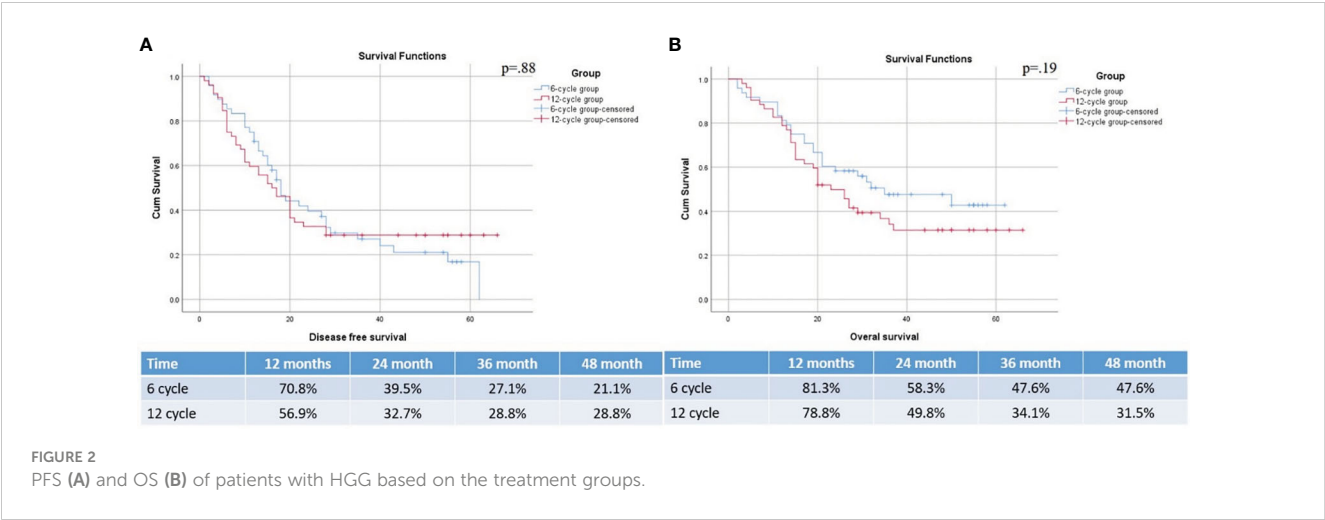 A
Survival Functions
p=.88
Group
6-cycle group
12-cycle group
6-cycle group-censored
12-cycle group-censored
Cum Survival
1.0
0.8
0.6
0.4
0.2
0.0
0 20 40 60
Disease free survival
B
Survival Functions
p=.19
Group
6-cycle group
12-cycle group
6-cycle group-censored
12-cycle group-censored
Cum Survival
1.0
0.8
0.6
0.4
0.2
0.0
0 20 40 60
Overal survival
Time 12 months 24 month 36 month 48 month
6 cycle 70.8% 39.5% 27.1% 21.1%
12 cycle 56.9% 32.7% 28.8% 28.8%
Time 12 months 24 month 36 month 48 month
6 cycle 81.3% 58.3% 47.6% 47.6%
12 cycle 78.8% 49.8% 34.1% 31.5%
FIGURE 2
PFS (A) and OS (B) of patients with HGG based on the treatment groups.